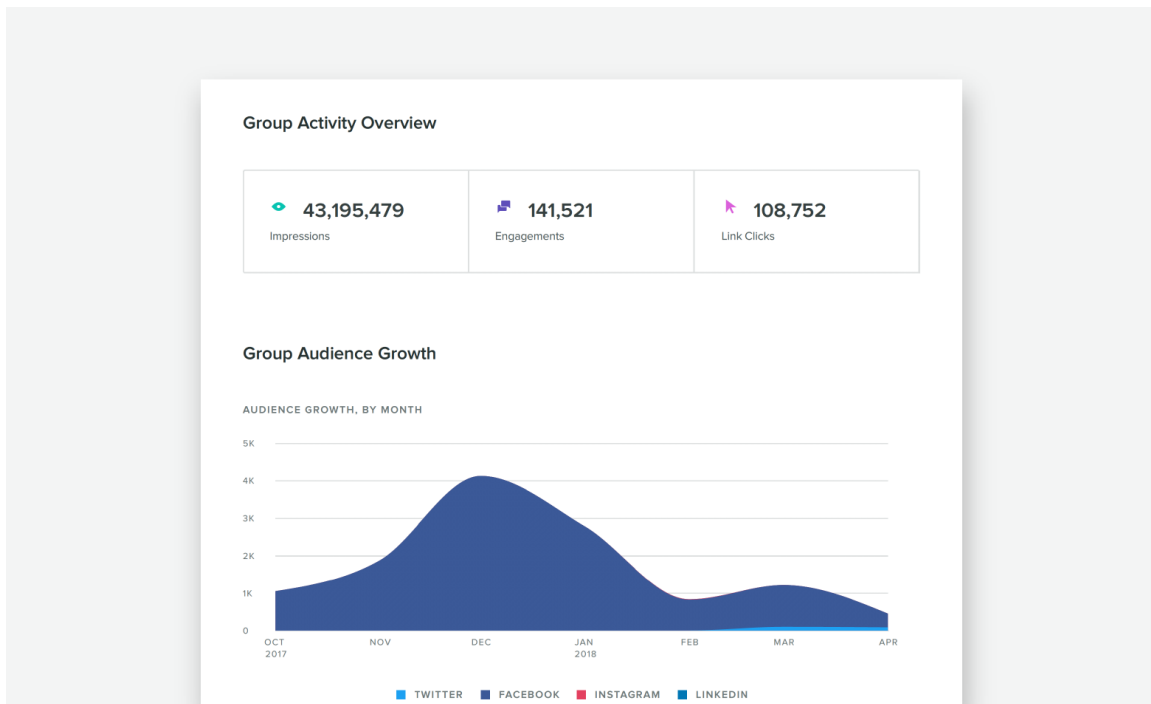 Group Activity Overview
43,195,479
Impressions
141,521
Engagements
108,752
Link Clicks
Group Audience Growth
AUDIENCE GROWTH, BY MONTH
5K
4K
3K
2K
1K
0
OCT NOV DEC JAN FEB MAR APR
2017 2018
TWITTER FACEBOOK INSTAGRAM LINKEDIN